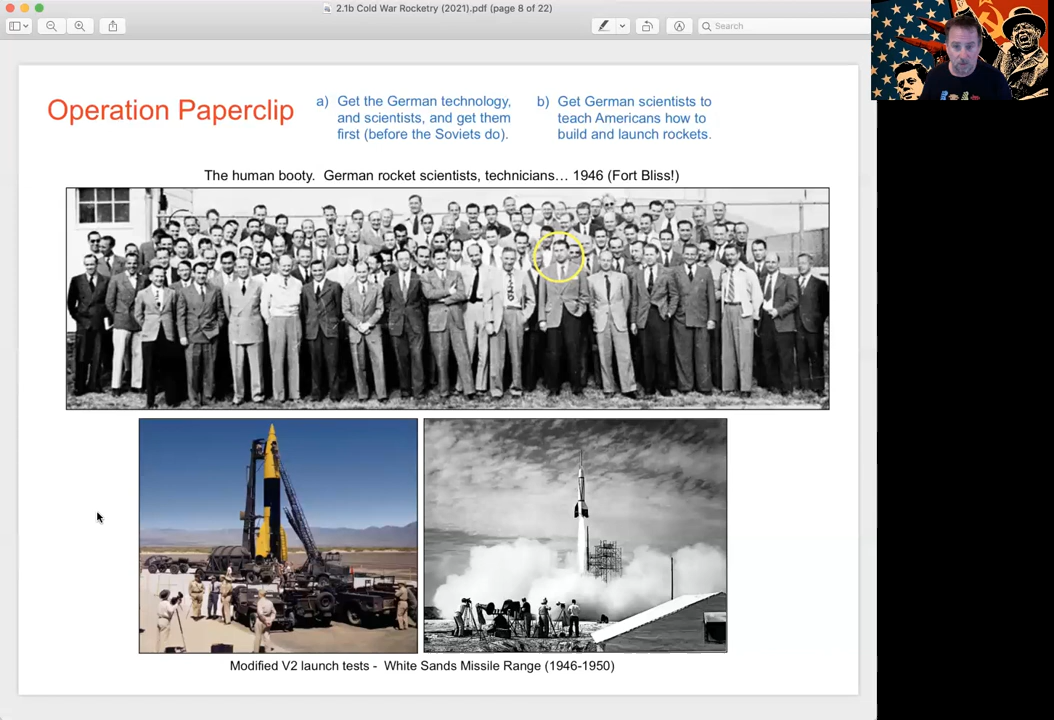 2.1b Cold War Rocketry (2021).pdf (page 8 of 22)
Search
Operation Paperclip
a) Get the German technology,
and scientists, and get them
first (before the Soviets do).
b) Get German scientists to
teach Americans how to
build and launch rockets.
The human booty. German rocket scientists, technicians... 1946 (Fort Bliss!)
Modified V2 launch tests - White Sands Missile Range (1946-1950)